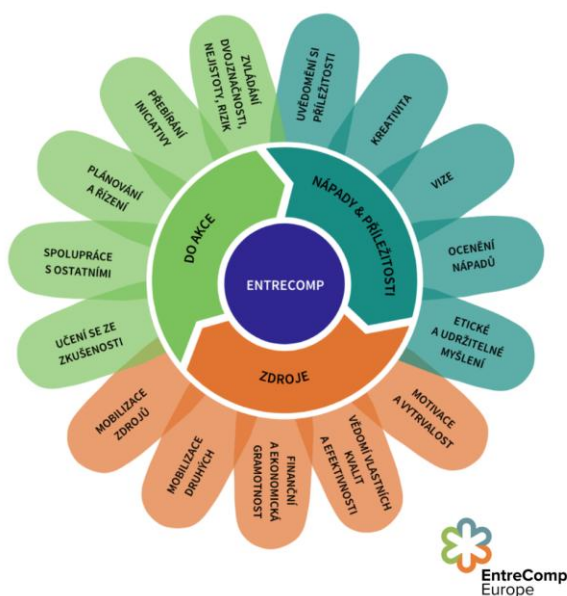 ENTRECOMP
NÁPADY & PŘÍLEŽITOSTI
UVĚDOMĚNÍ SI
PŘÍLEŽITOSTI
KREATIVITA
VIZE
OCENĚNÍ
NÁPADŮ
ETICKÉ
A UDRŽITELNÉ
MYŠLENÍ
ZDROJE
MOTIVACE
A VYTRVALOST
VĚDOMÍ VLASTNÍCH
KVALIT
A EFEKTIVNOSTI
FINANČNÍ
A EKONOMICKÁ
GRAMOTNOST
MOBILIZACE
DRUHÝCH
MOBILIZACE
ZDROJŮ
DO AKCE
UČENÍ SE ZE
ZKUŠENOSTI
SPOLUPRÁCE
S OSTATNÍMI
PLÁNOVÁNÍ
A ŘÍZENÍ
PŘEBÍRÁNÍ
INICIATIVY
ZVLÁDÁNÍ
DVOJZNAČNOSTI,
NEJISTOTY, RIZIK
EntreComp
Europe